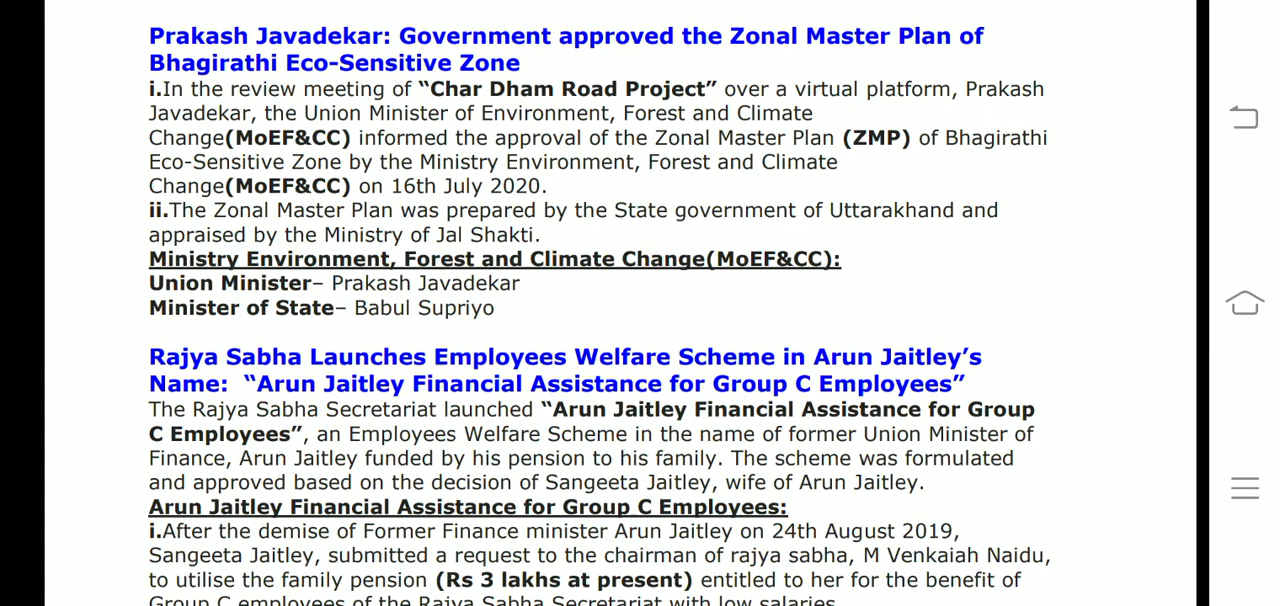 Prakash Javadekar: Government approved the Zonal Master Plan of
Bhagirathi Eco-Sensitive Zone
i.In the review meeting of “Char Dham Road Project” over a virtual platform, Prakash
Javadekar, the Union Minister of Environment, Forest and Climate
Change(MoEF&CC) informed the approval of the Zonal Master Plan (ZMP) of Bhagirathi
Eco-Sensitive Zone by the Ministry Environment, Forest and Climate
Change(MoEF&CC) on 16th July 2020.
ii.The Zonal Master Plan was prepared by the State government of Uttarakhand and
appraised by the Ministry of Jal Shakti.
Ministry Environment, Forest and Climate Change(MoEF&CC):
Union Minister– Prakash Javadekar
Minister of State– Babul Supriyo
Rajya Sabha Launches Employees Welfare Scheme in Arun Jaitley’s
Name: “Arun Jaitley Financial Assistance for Group C Employees”
The Rajya Sabha Secretariat launched “Arun Jaitley Financial Assistance for Group
C Employees”, an Employees Welfare Scheme in the name of former Union Minister of
Finance, Arun Jaitley funded by his pension to his family. The scheme was formulated
and approved based on the decision of Sangeeta Jaitley, wife of Arun Jaitley.
Arun Jaitley Financial Assistance for Group C Employees:
i.After the demise of Former Finance minister Arun Jaitley on 24th August 2019,
Sangeeta Jaitley, submitted a request to the chairman of rajya sabha, M Venkaiah Naidu,
to utilise the family pension (Rs 3 lakhs at present) entitled to her for the benefit of
Group C employees of the Rajya Sabha Secretariat with low salaries.